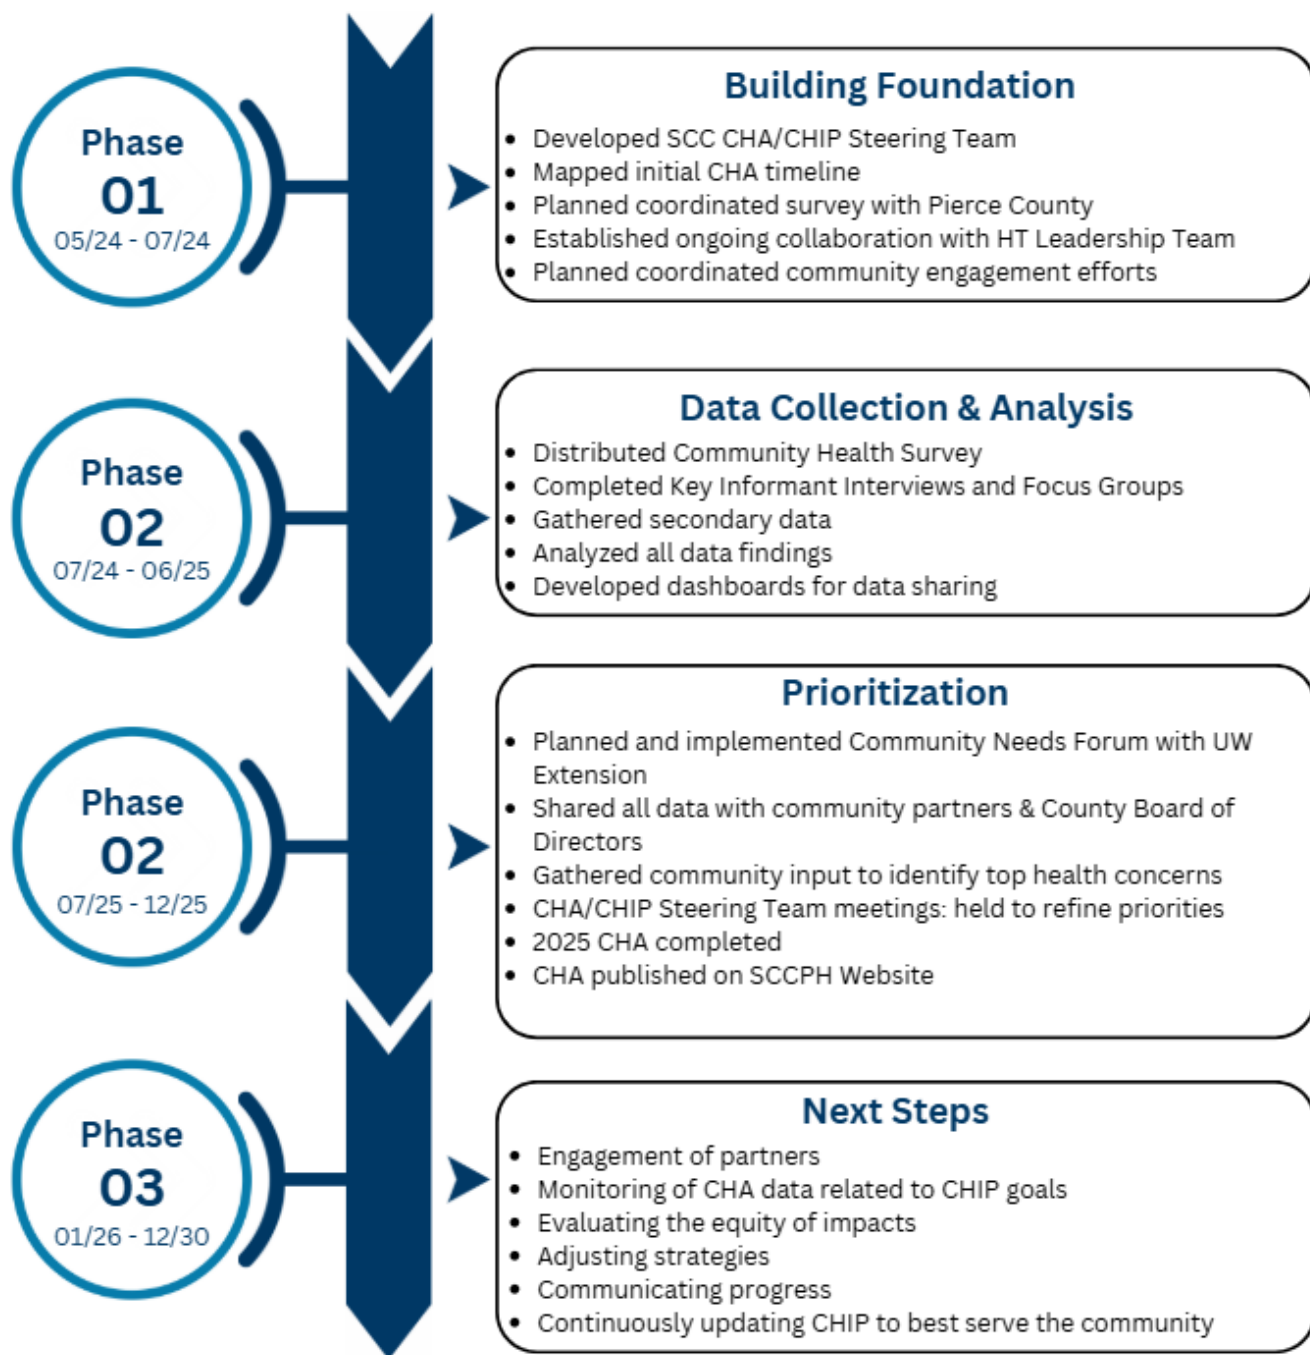 Phase
01
05/24 - 07/24
Building Foundation
• Developed SCC CHA/CHIP Steering Team
• Mapped initial CHA timeline
• Planned coordinated survey with Pierce County
• Established ongoing collaboration with HT Leadership Team
• Planned coordinated community engagement efforts
Phase
02
07/24 - 06/25
Data Collection & Analysis
• Distributed Community Health Survey
• Completed Key Informant Interviews and Focus Groups
• Gathered secondary data
• Analyzed all data findings
• Developed dashboards for data sharing
Phase
02
07/25 - 12/25
Prioritization
• Planned and implemented Community Needs Forum with UW
Extension
• Shared all data with community partners & County Board of
Directors
• Gathered community input to identify top health concerns
• CHA/CHIP Steering Team meetings: held to refine priorities
• 2025 CHA completed
• CHA published on SCCPH Website
Phase
03
01/26 - 12/30
Next Steps
• Engagement of partners
• Monitoring of CHA data related to CHIP goals
• Evaluating the equity of impacts
• Adjusting strategies
• Communicating progress
• Continuously updating CHIP to best serve the community